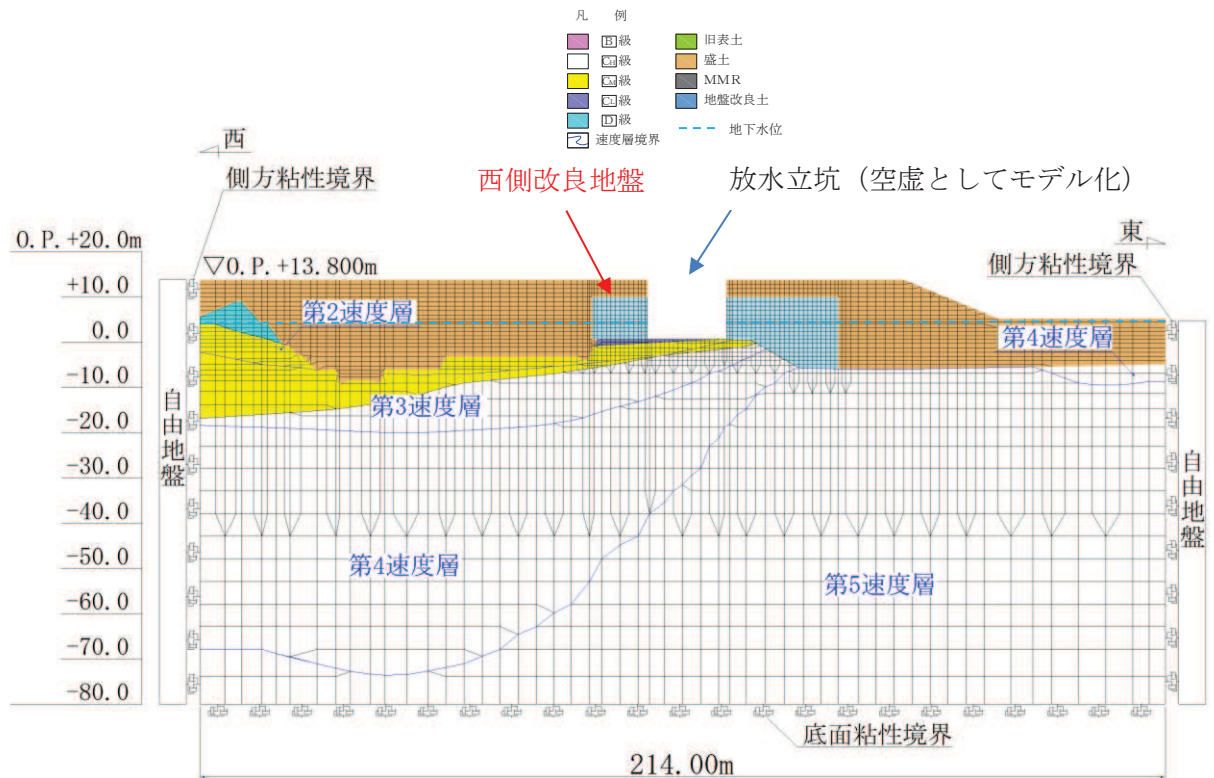 凡 例
B級
CH級
CM級
CL級
D級
速度層境界
旧表土
盛土
MMR
地盤改良土
地下水位
西
側方粘性境界
西側改良地盤
放水立坑（空虚としてモデル化）
東
側方粘性境界
O.P.+20.0m
▽O.P.+13.800m
+10.0
0.0
-10.0
-20.0
-30.0
-40.0
-50.0
-60.0
-70.0
-80.0
第2速度層
第4速度層
第3速度層
自由地盤
自由地盤
第4速度層
第5速度層
底面粘性境界
214.00m